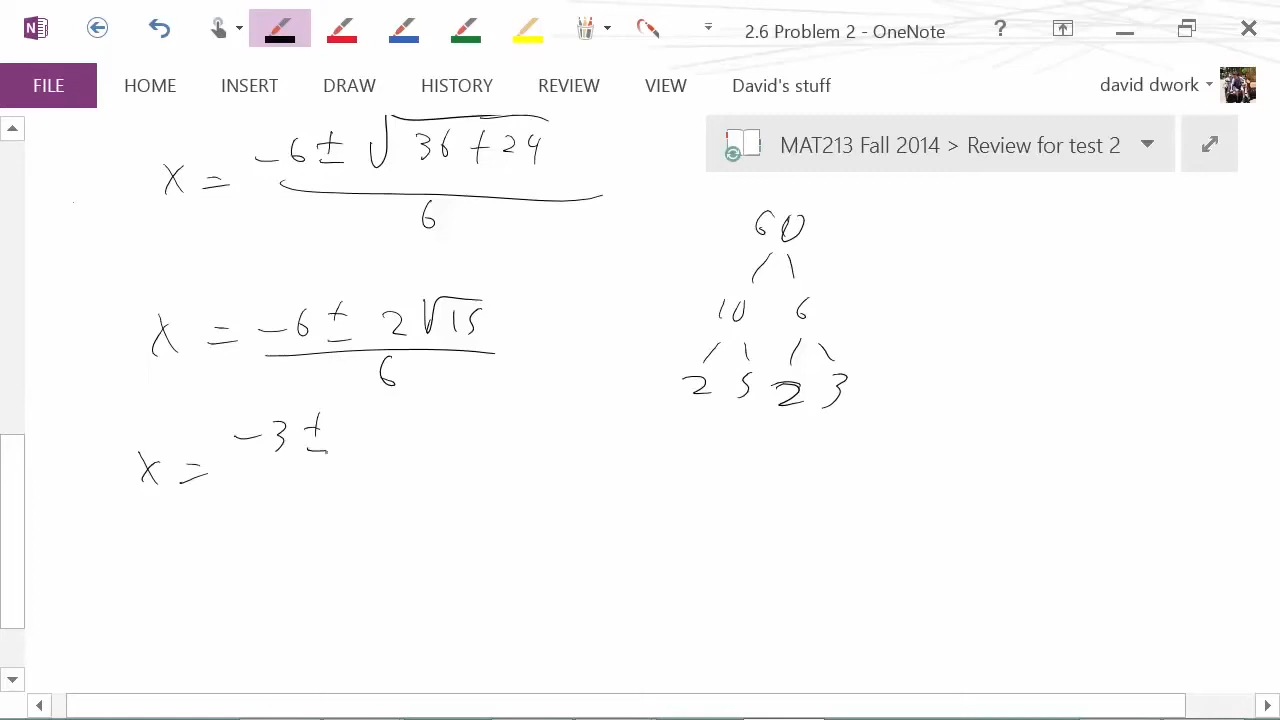 2.6 Problem 2 - OneNote
?
FILE HOME INSERT DRAW HISTORY REVIEW VIEW David's stuff
david dwork
MAT213 Fall 2014 > Review for test 2
x = (-6 ± √(36 + 24)) / 6
x = (-6 ± 2√15) / 6
x = -3 ±
60
10 6
2 5 2 3